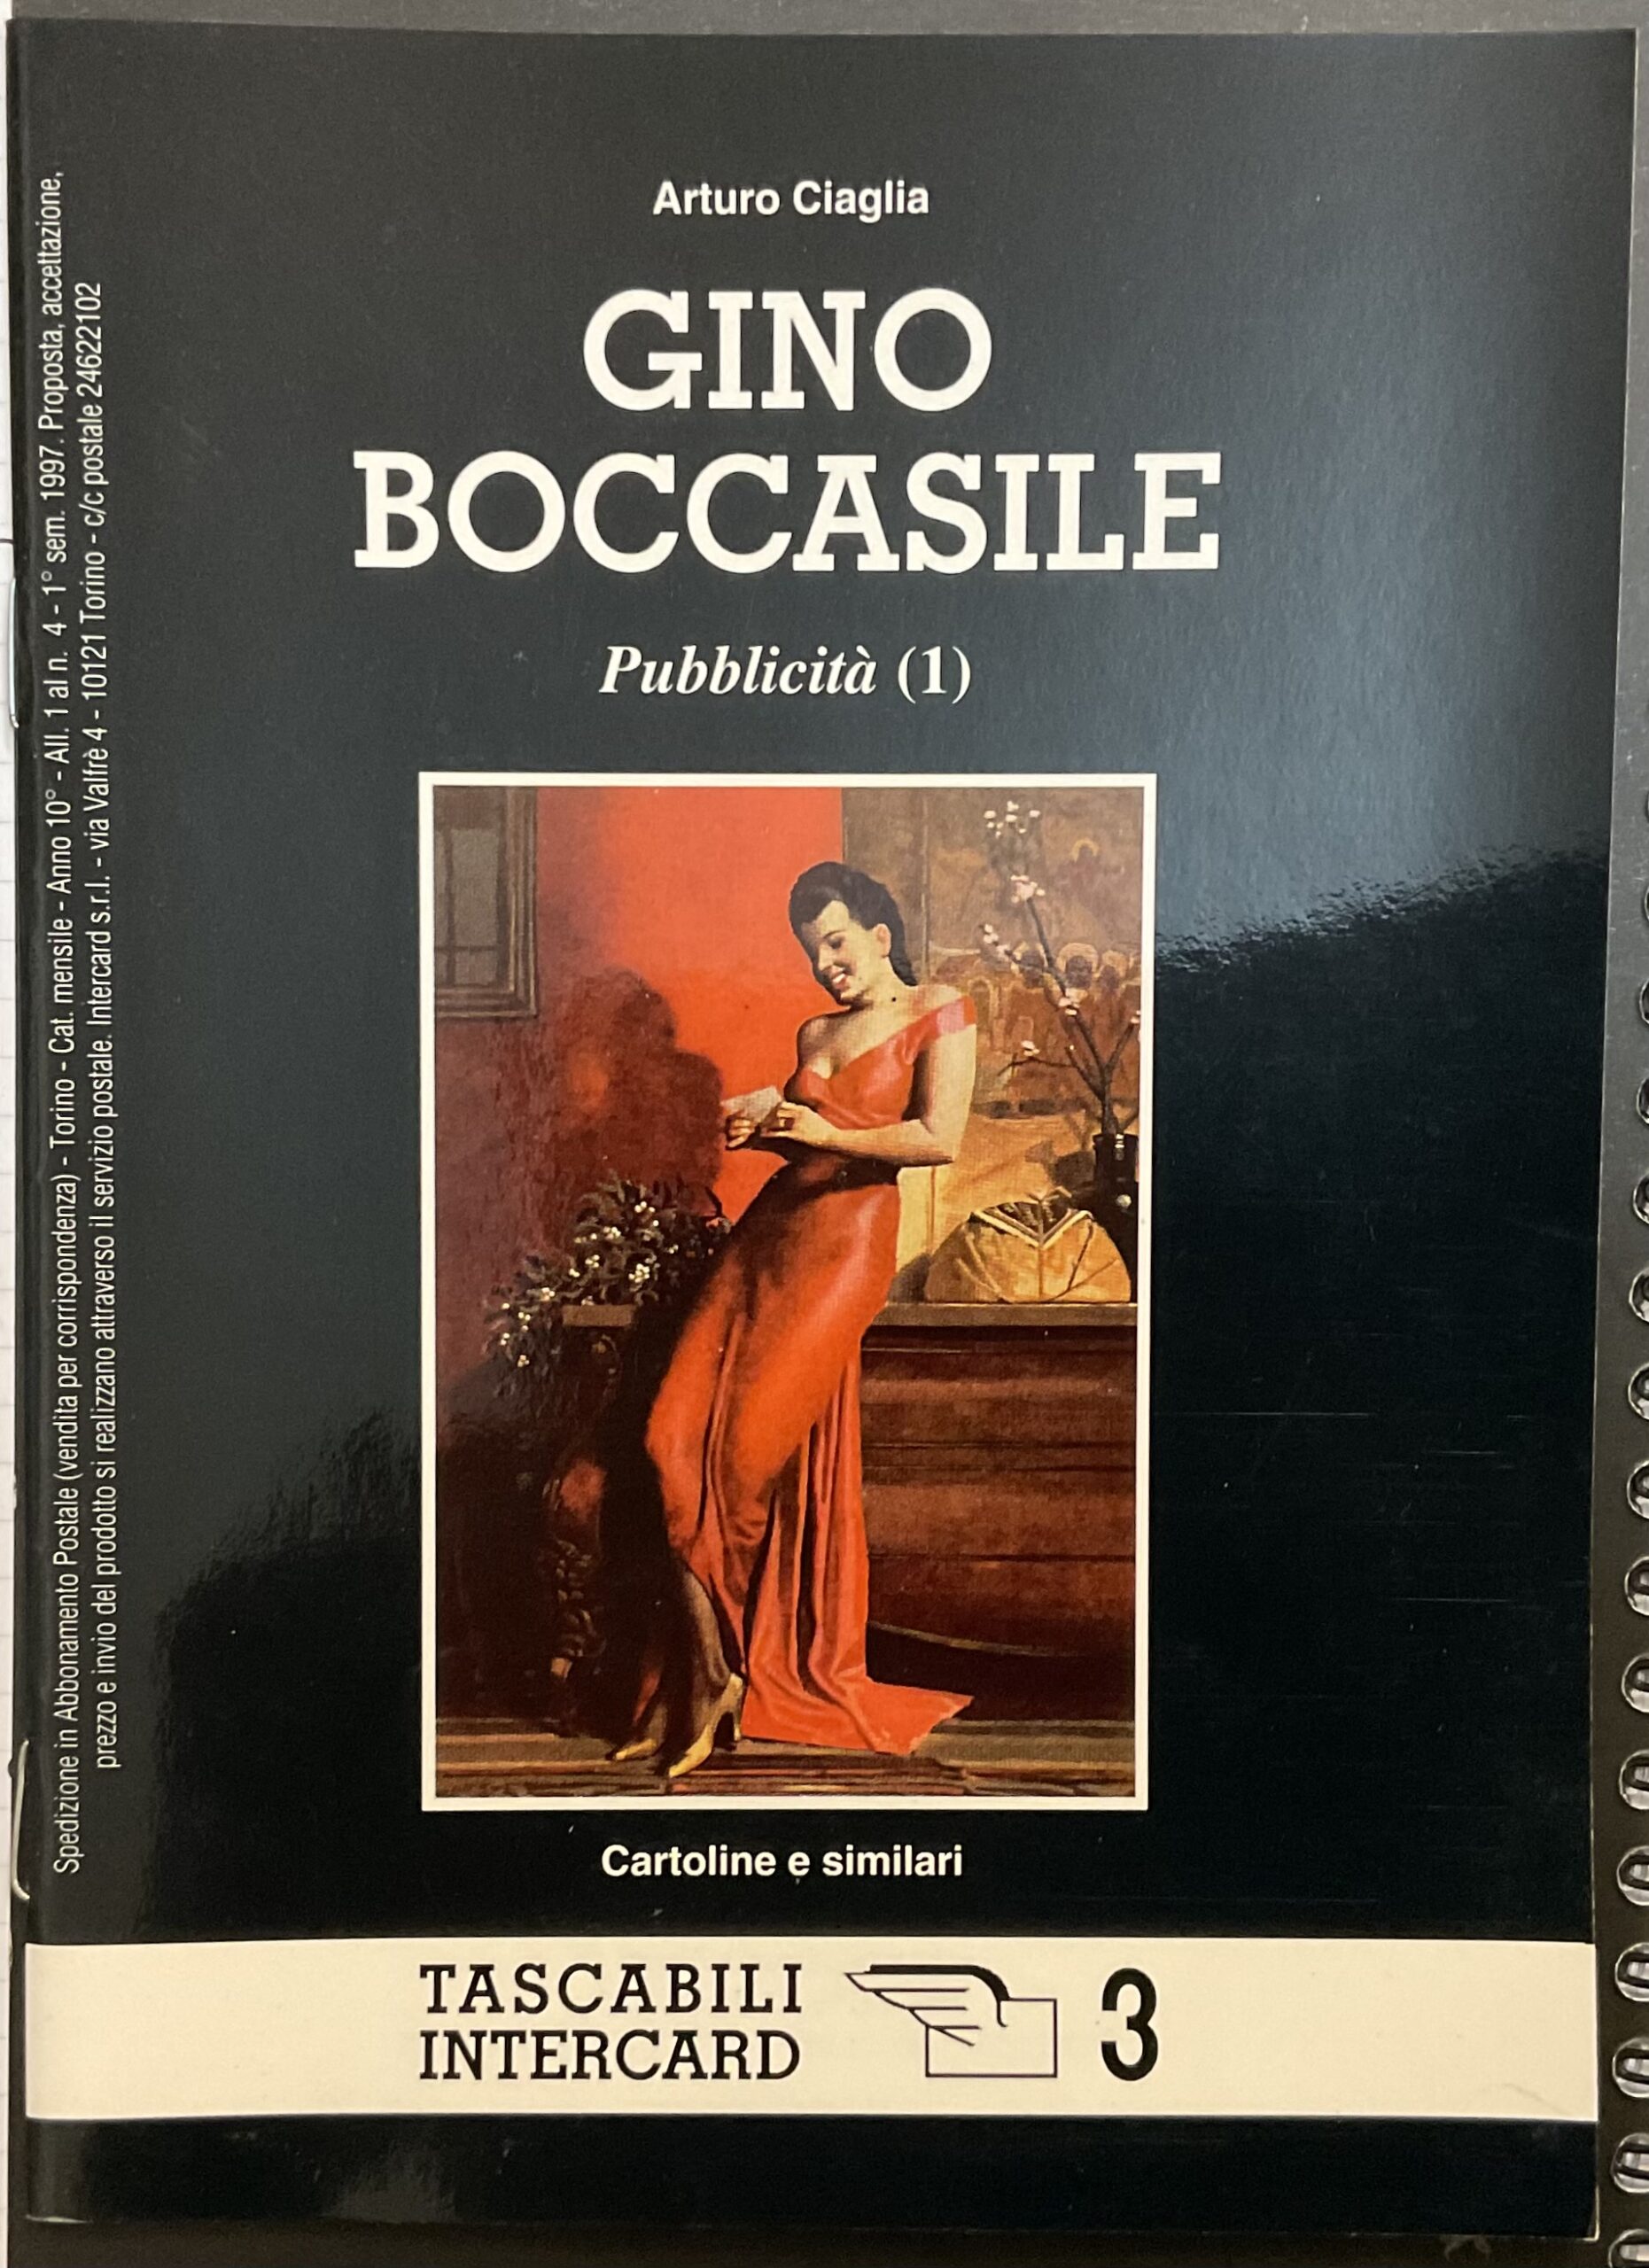 Arturo Ciaglia
GINO
BOCCASILE
Pubblicità (1)
Cartoline e similari
TASCABILI
INTERCARD
3
Spedizione in Abbonamento Postale (vendita per corrispondenza) - Torino - Cat. mensile - Anno 10° - All. 1 al n. 4 - 1° sem. 1997. Proposta, accettazione,
prezzo e invio del prodotto si realizzano attraverso il servizio postale. Intercard s.r.l. - via Valfrè 4 - 10121 Torino - c/c postale 24622102